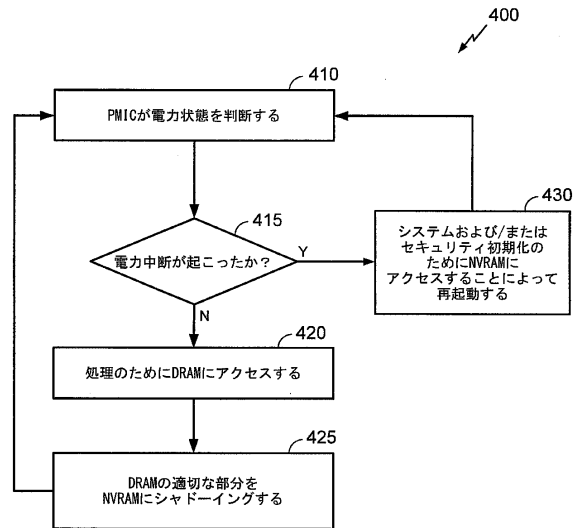 400
410
PMICが電力状態を判断する
415
電力中断が起こったか?
Y
N
430
システムおよび/または
セキュリティ初期化の
ためにNVRAMに
アクセスすることによって
再起動する
420
処理のためにDRAMにアクセスする
425
DRAMの適切な部分を
NVRAMにシャドーイングする